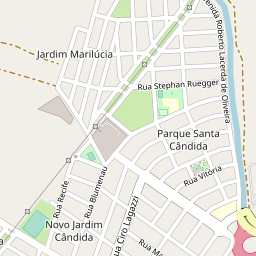 Avenida Roberto Lacerda de Oliveira
Jardim Marilúcia
Rua Stephan Ruegger
Parque Santa
Cândida
Rua Vitória
Rua Recife
Rua Blumenau
Rua Ciro Lagazzi
Novo Jardim
Cândida